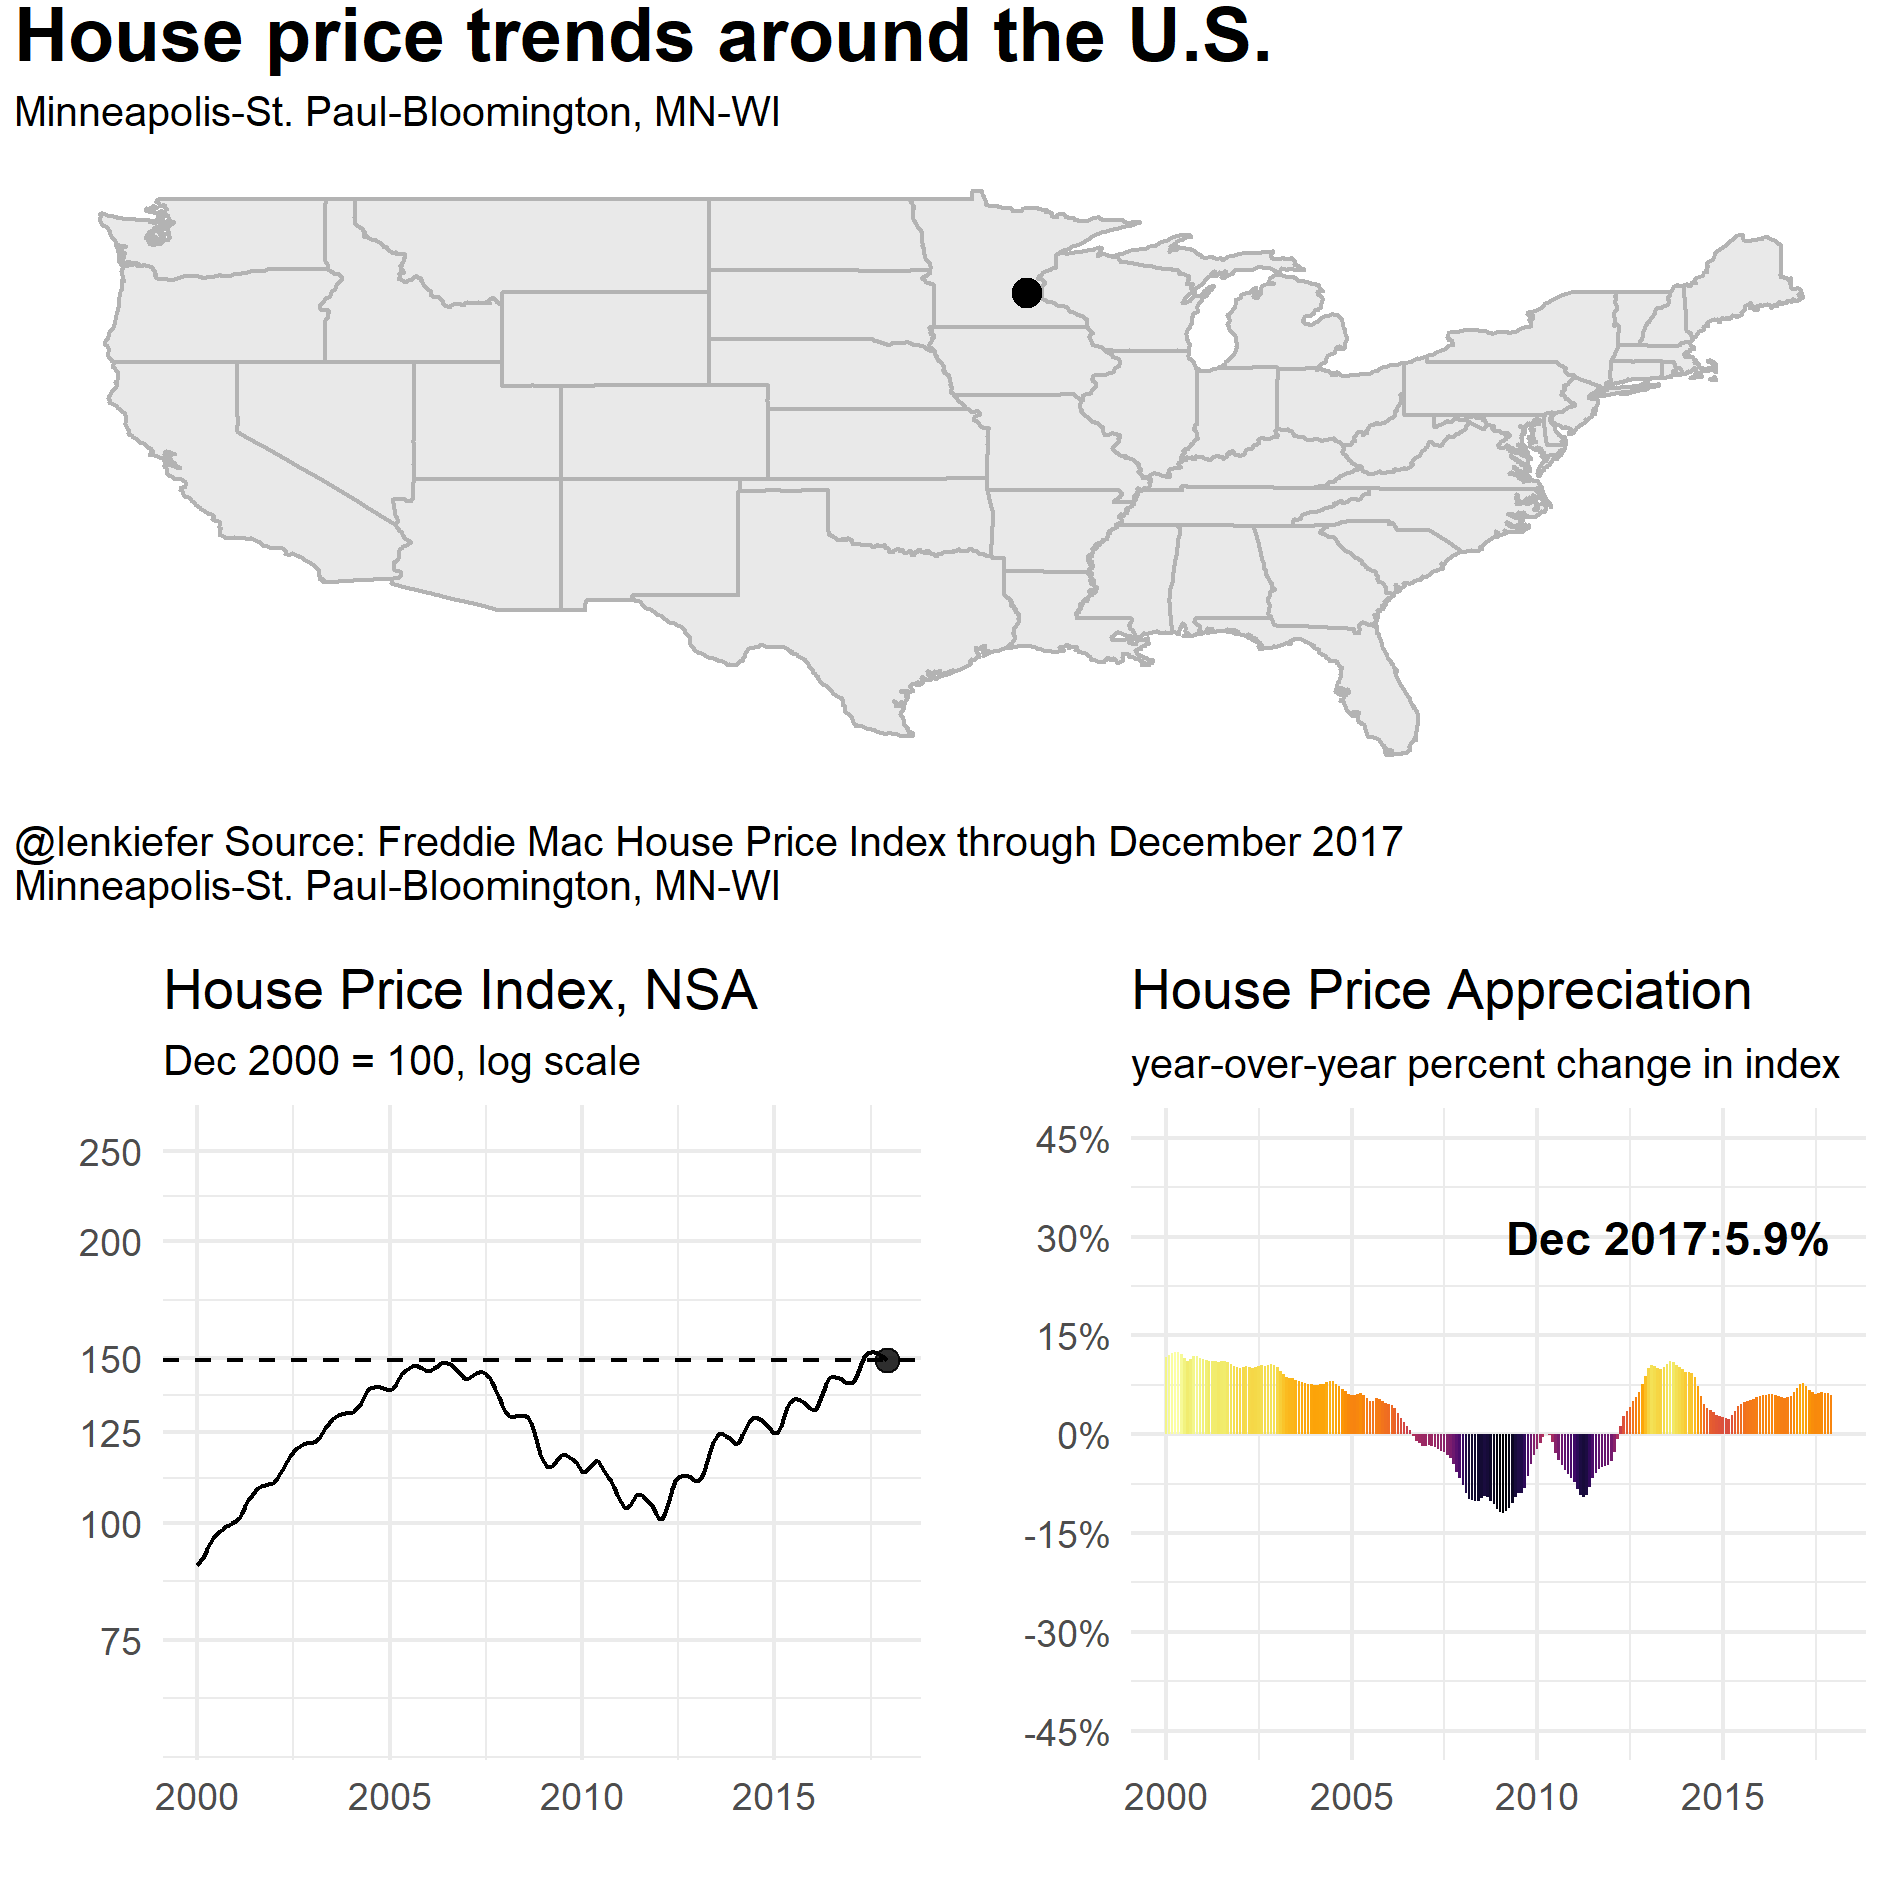 House price trends around the U.S.
Minneapolis-St. Paul-Bloomington, MN-WI
@lenkiefer Source: Freddie Mac House Price Index through December 2017
Minneapolis-St. Paul-Bloomington, MN-WI
House Price Index, NSA
Dec 2000 = 100, log scale
250
200
150
125
100
75
2000 2005 2010 2015
House Price Appreciation
year-over-year percent change in index
45%
30%
Dec 2017:5.9%
15%
0%
-15%
-30%
-45%
2000 2005 2010 2015